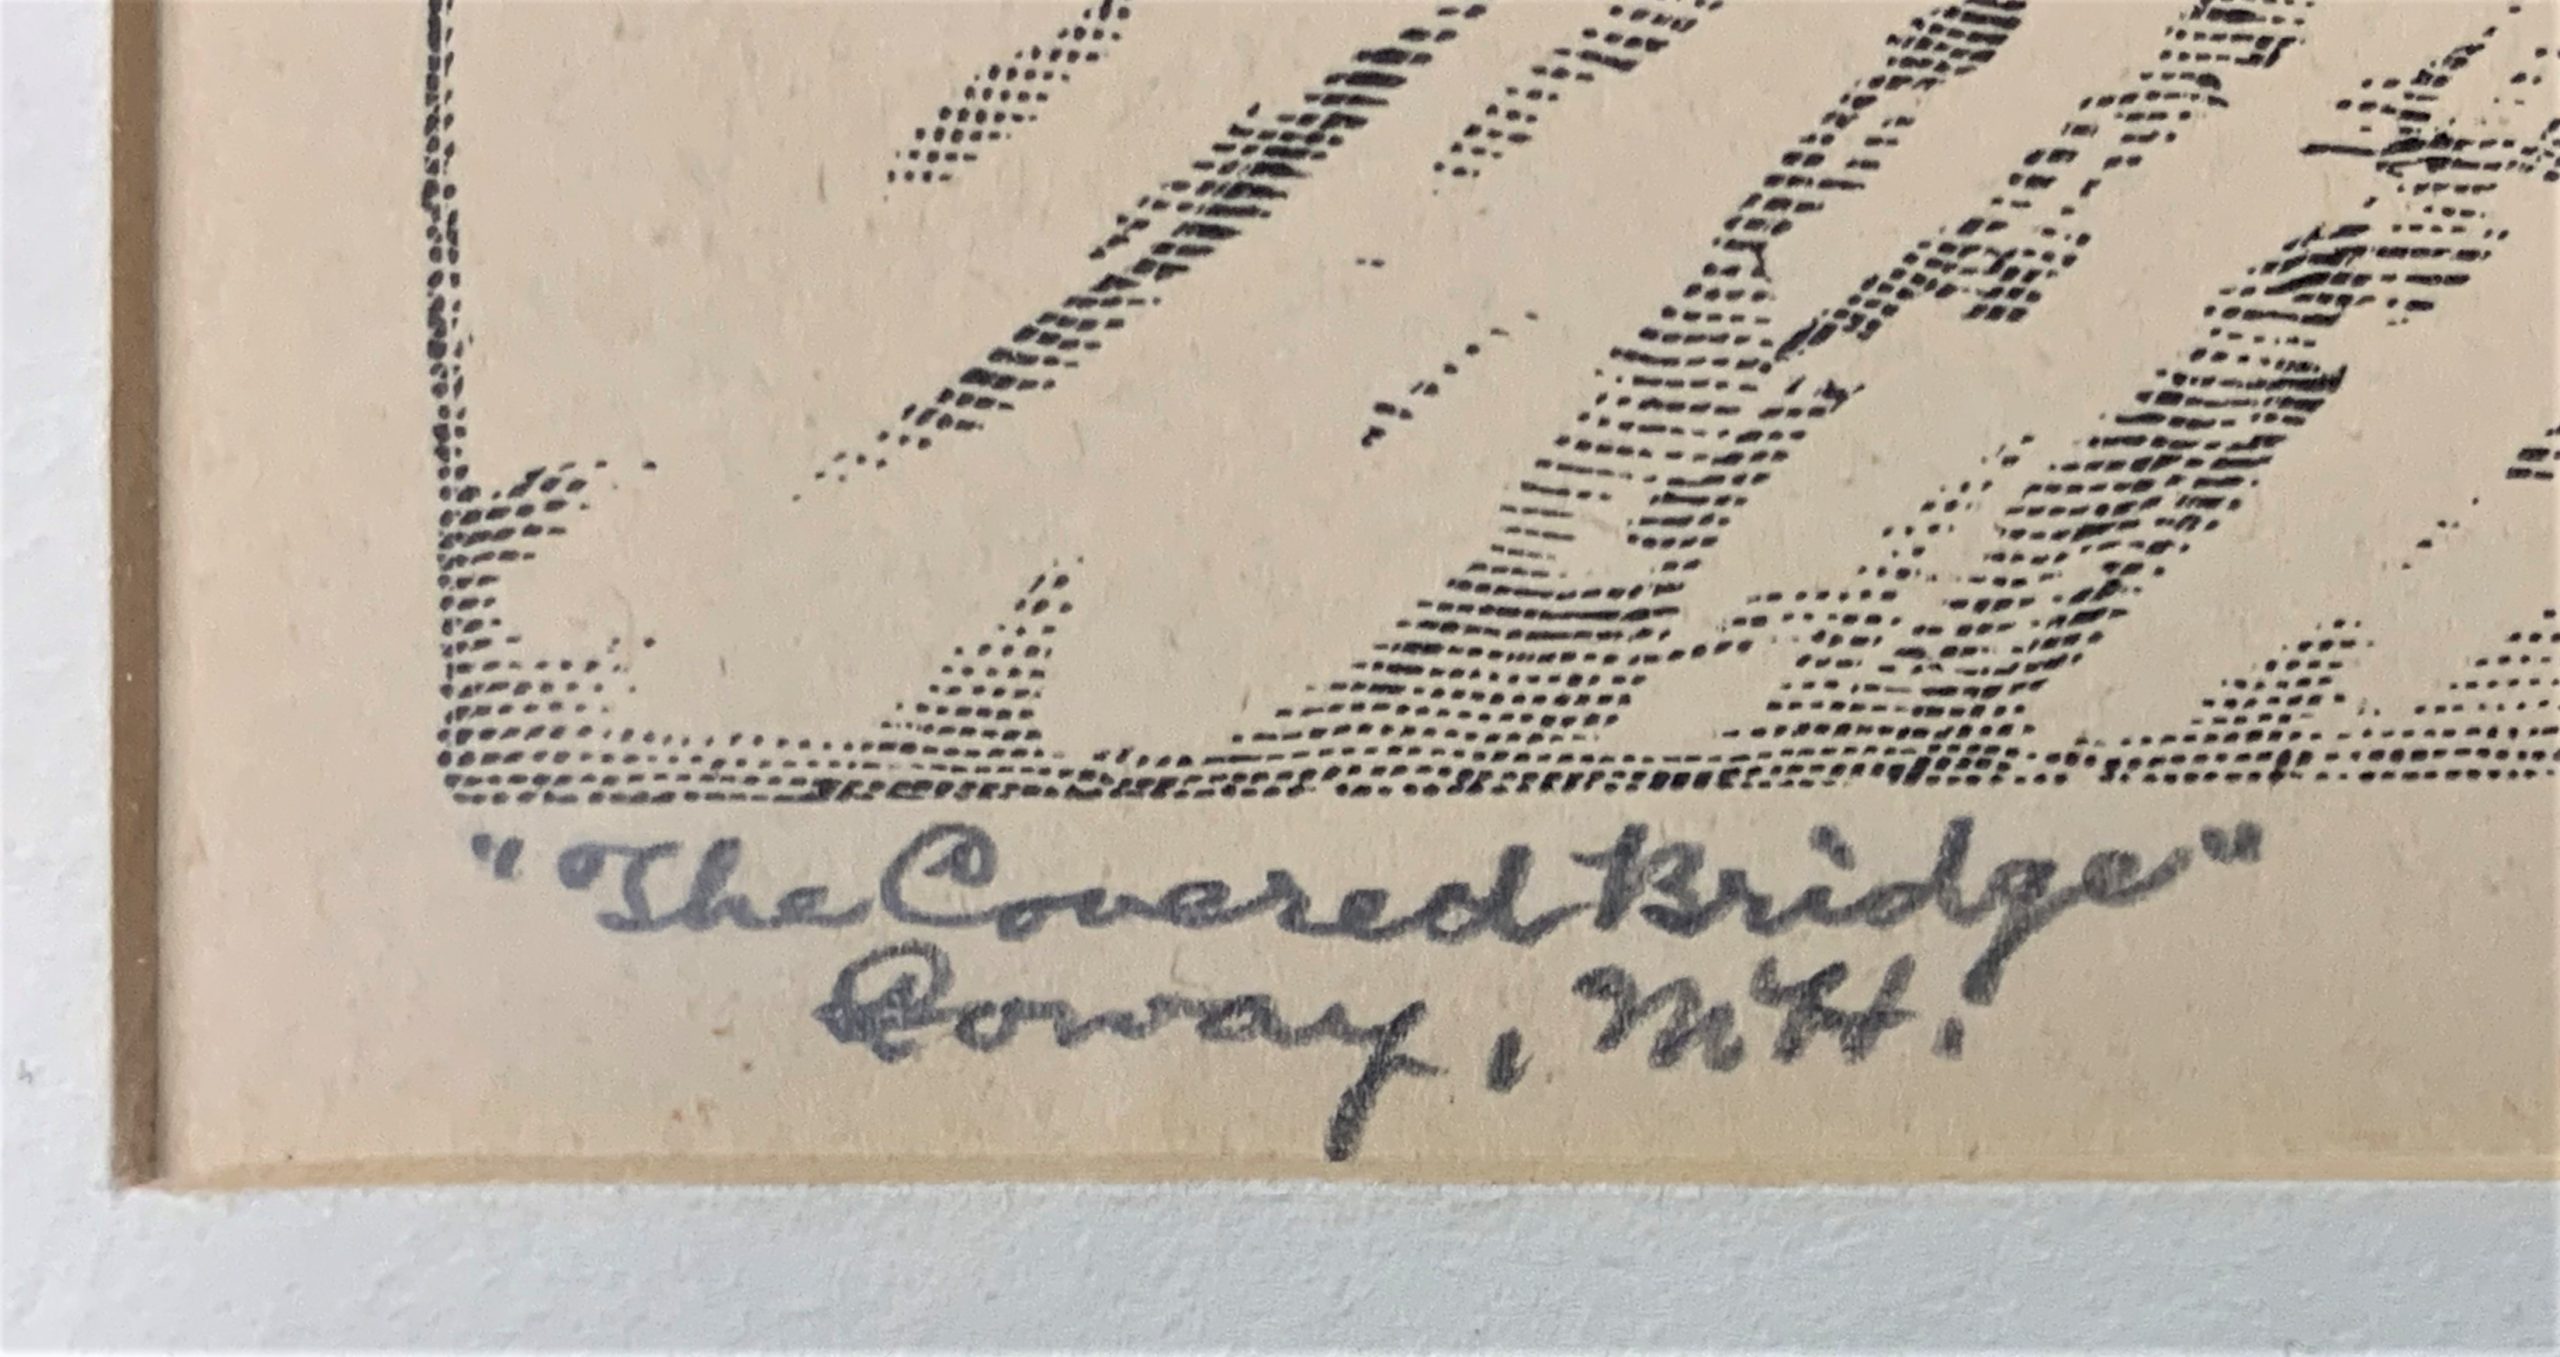 "The Covered Bridge"
Conway, N.H.